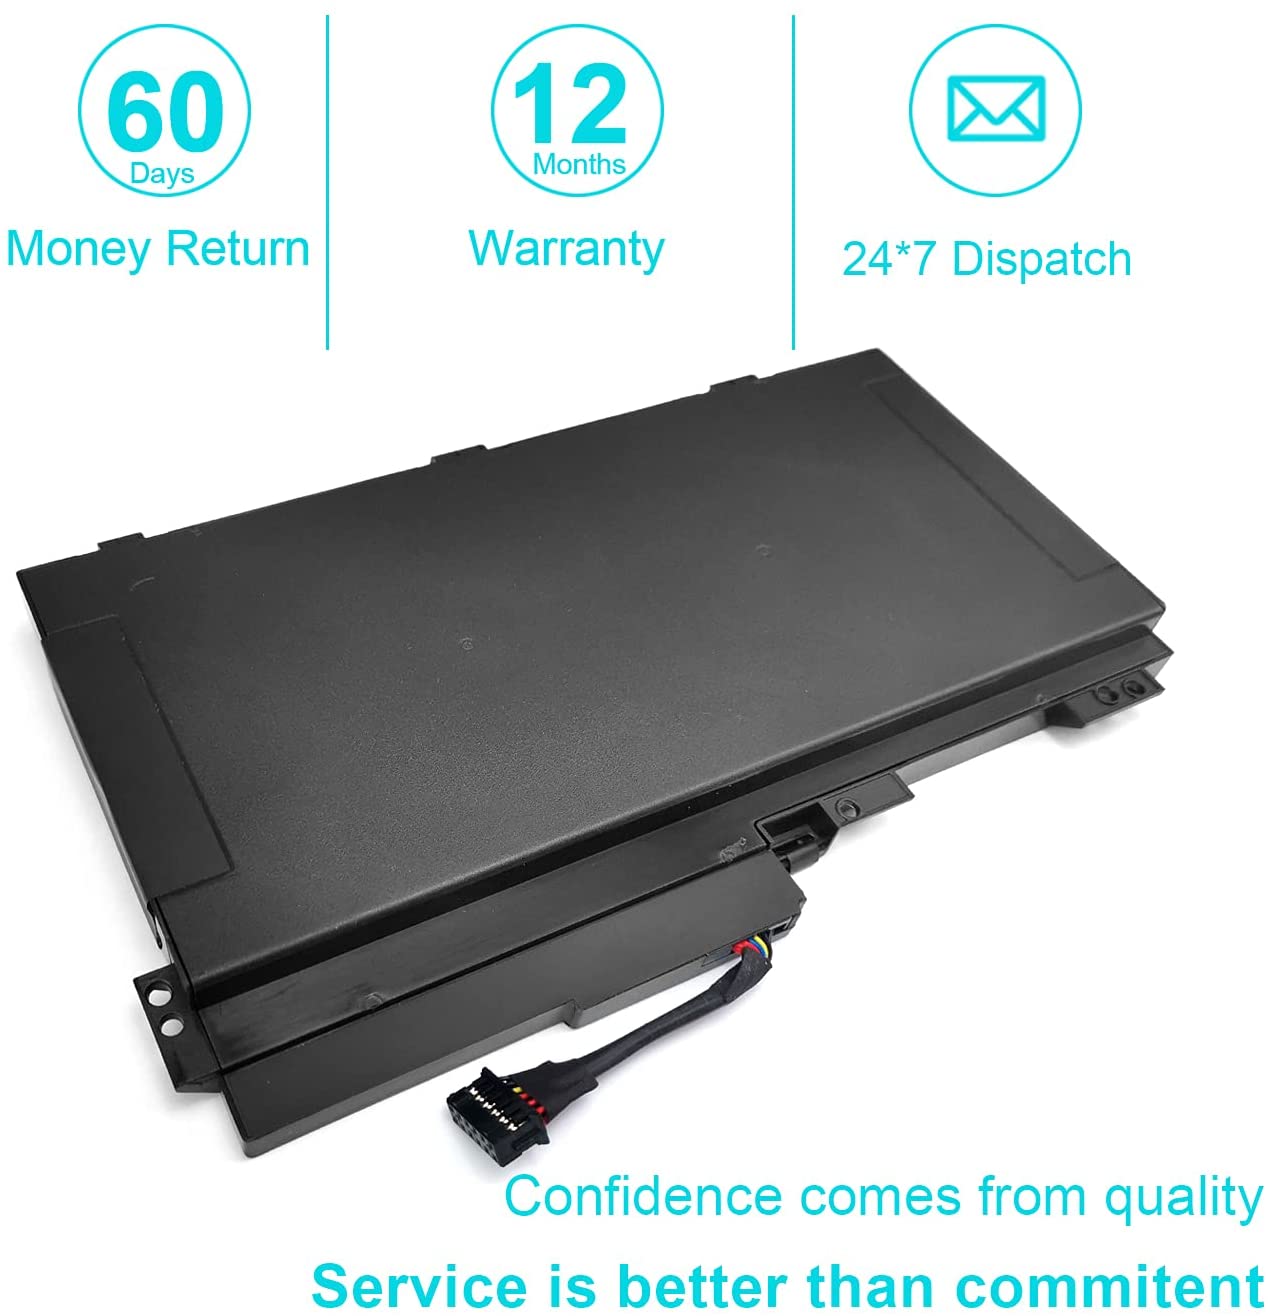 60
Days
Money Return
12
Months
Warranty
24*7 Dispatch
Confidence comes from quality
Service is better than commitent